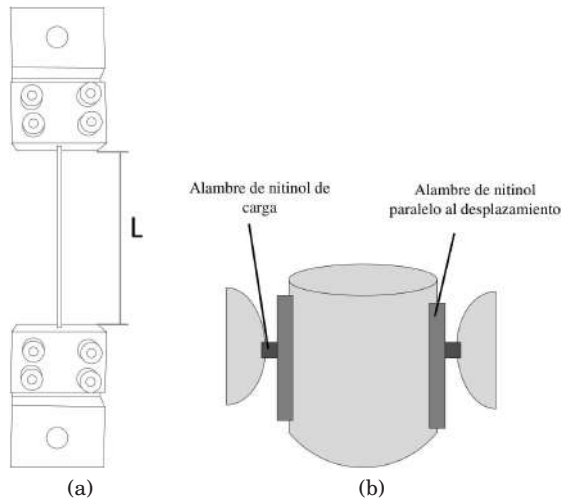 L
Alambre de nitinol de
carga
Alambre de nitinol
paralelo al desplazamiento
(a)
(b)